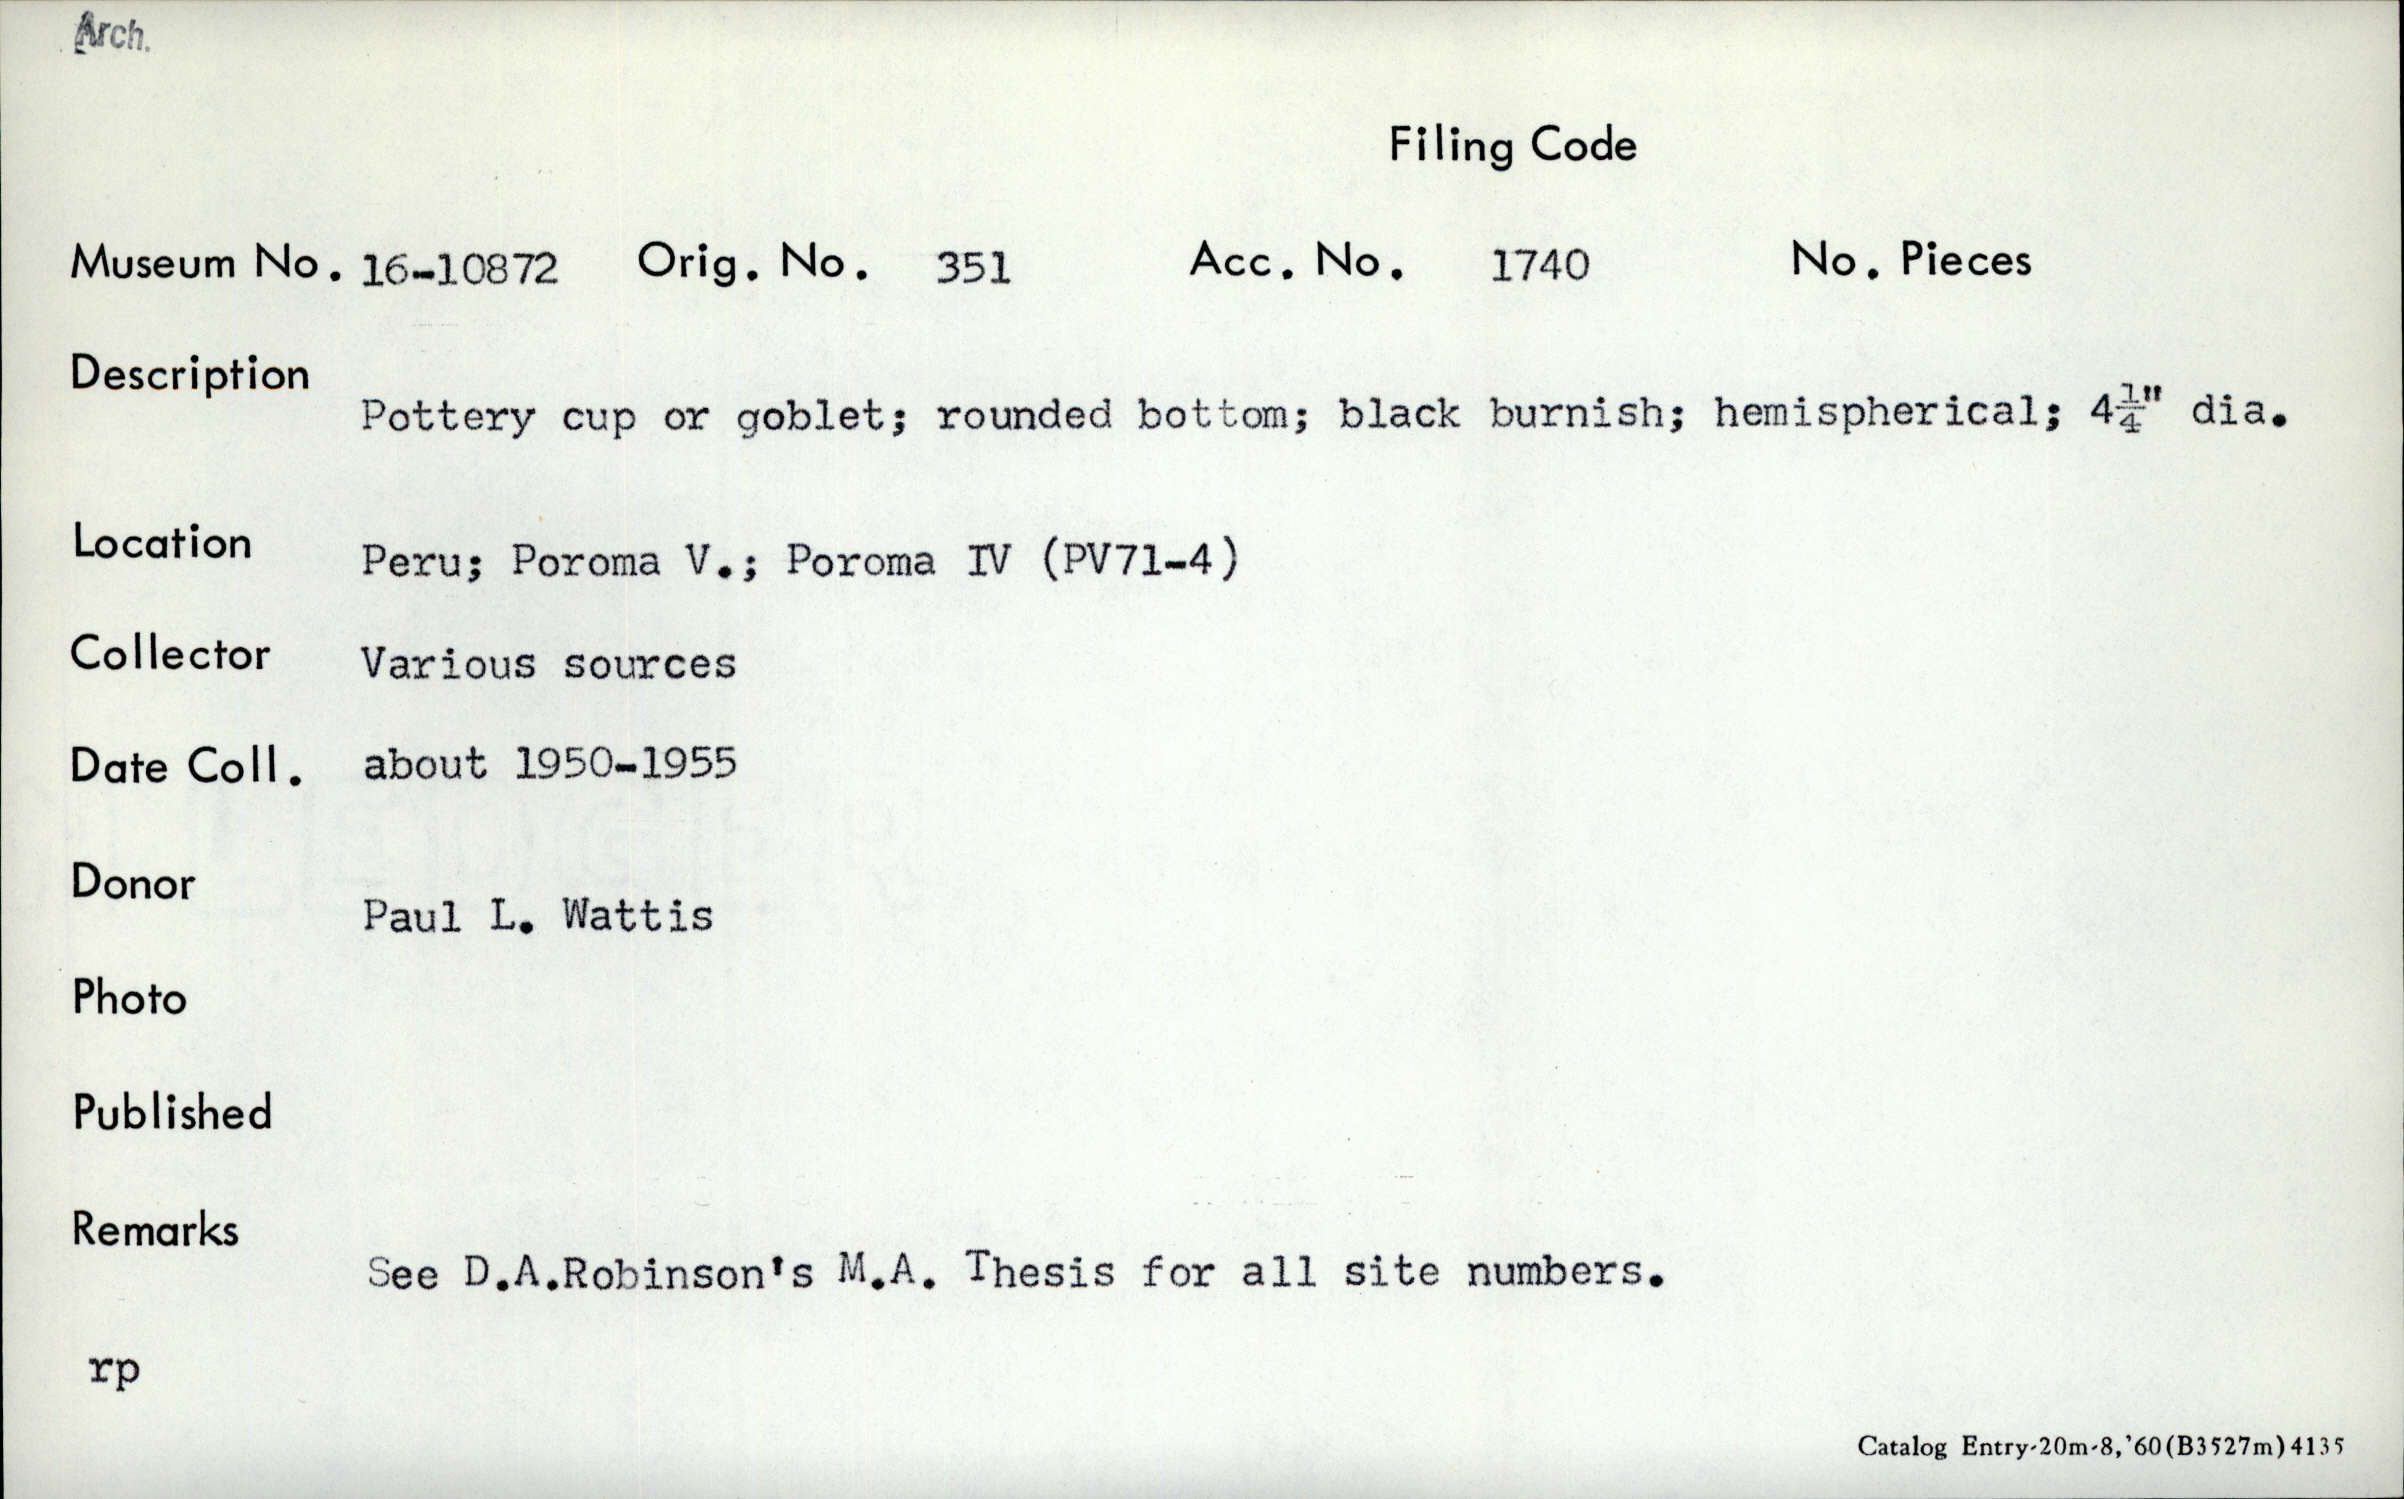 Arch.
Filing Code
Museum No. 16-10872 Orig. No. 351 Acc. No. 1740 No. Pieces
Description
Pottery cup or goblet; rounded bottom; black burnish; hemispherical; 4¼" dia.
Location
Peru; Poroma V.; Poroma IV (PV71-4)
Collector Various sources
Date Coll. about 1950-1955
Donor
Paul L. Wattis
Photo
Published
Remarks
See D.A.Robinson's M.A. Thesis for all site numbers.
rp
Catalog Entry-20m-8,'60(B3527m)4135